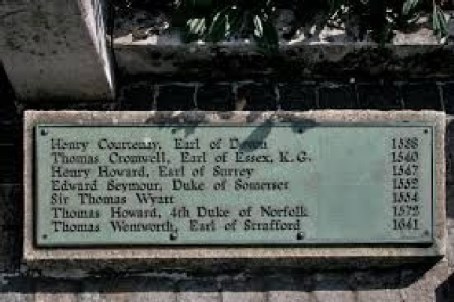 Henry Courtenay, Earl of Devon 1538
Thomas Cromwell, Earl of Essex, K.G. 1540
Henry Howard, Earl of Surrey 1547
Edward Seymour, Duke of Somerset 1552
Sir Thomas Wyatt 1554
Thomas Howard, 4th Duke of Norfolk 1572
Thomas Wentworth, Earl of Strafford 1641